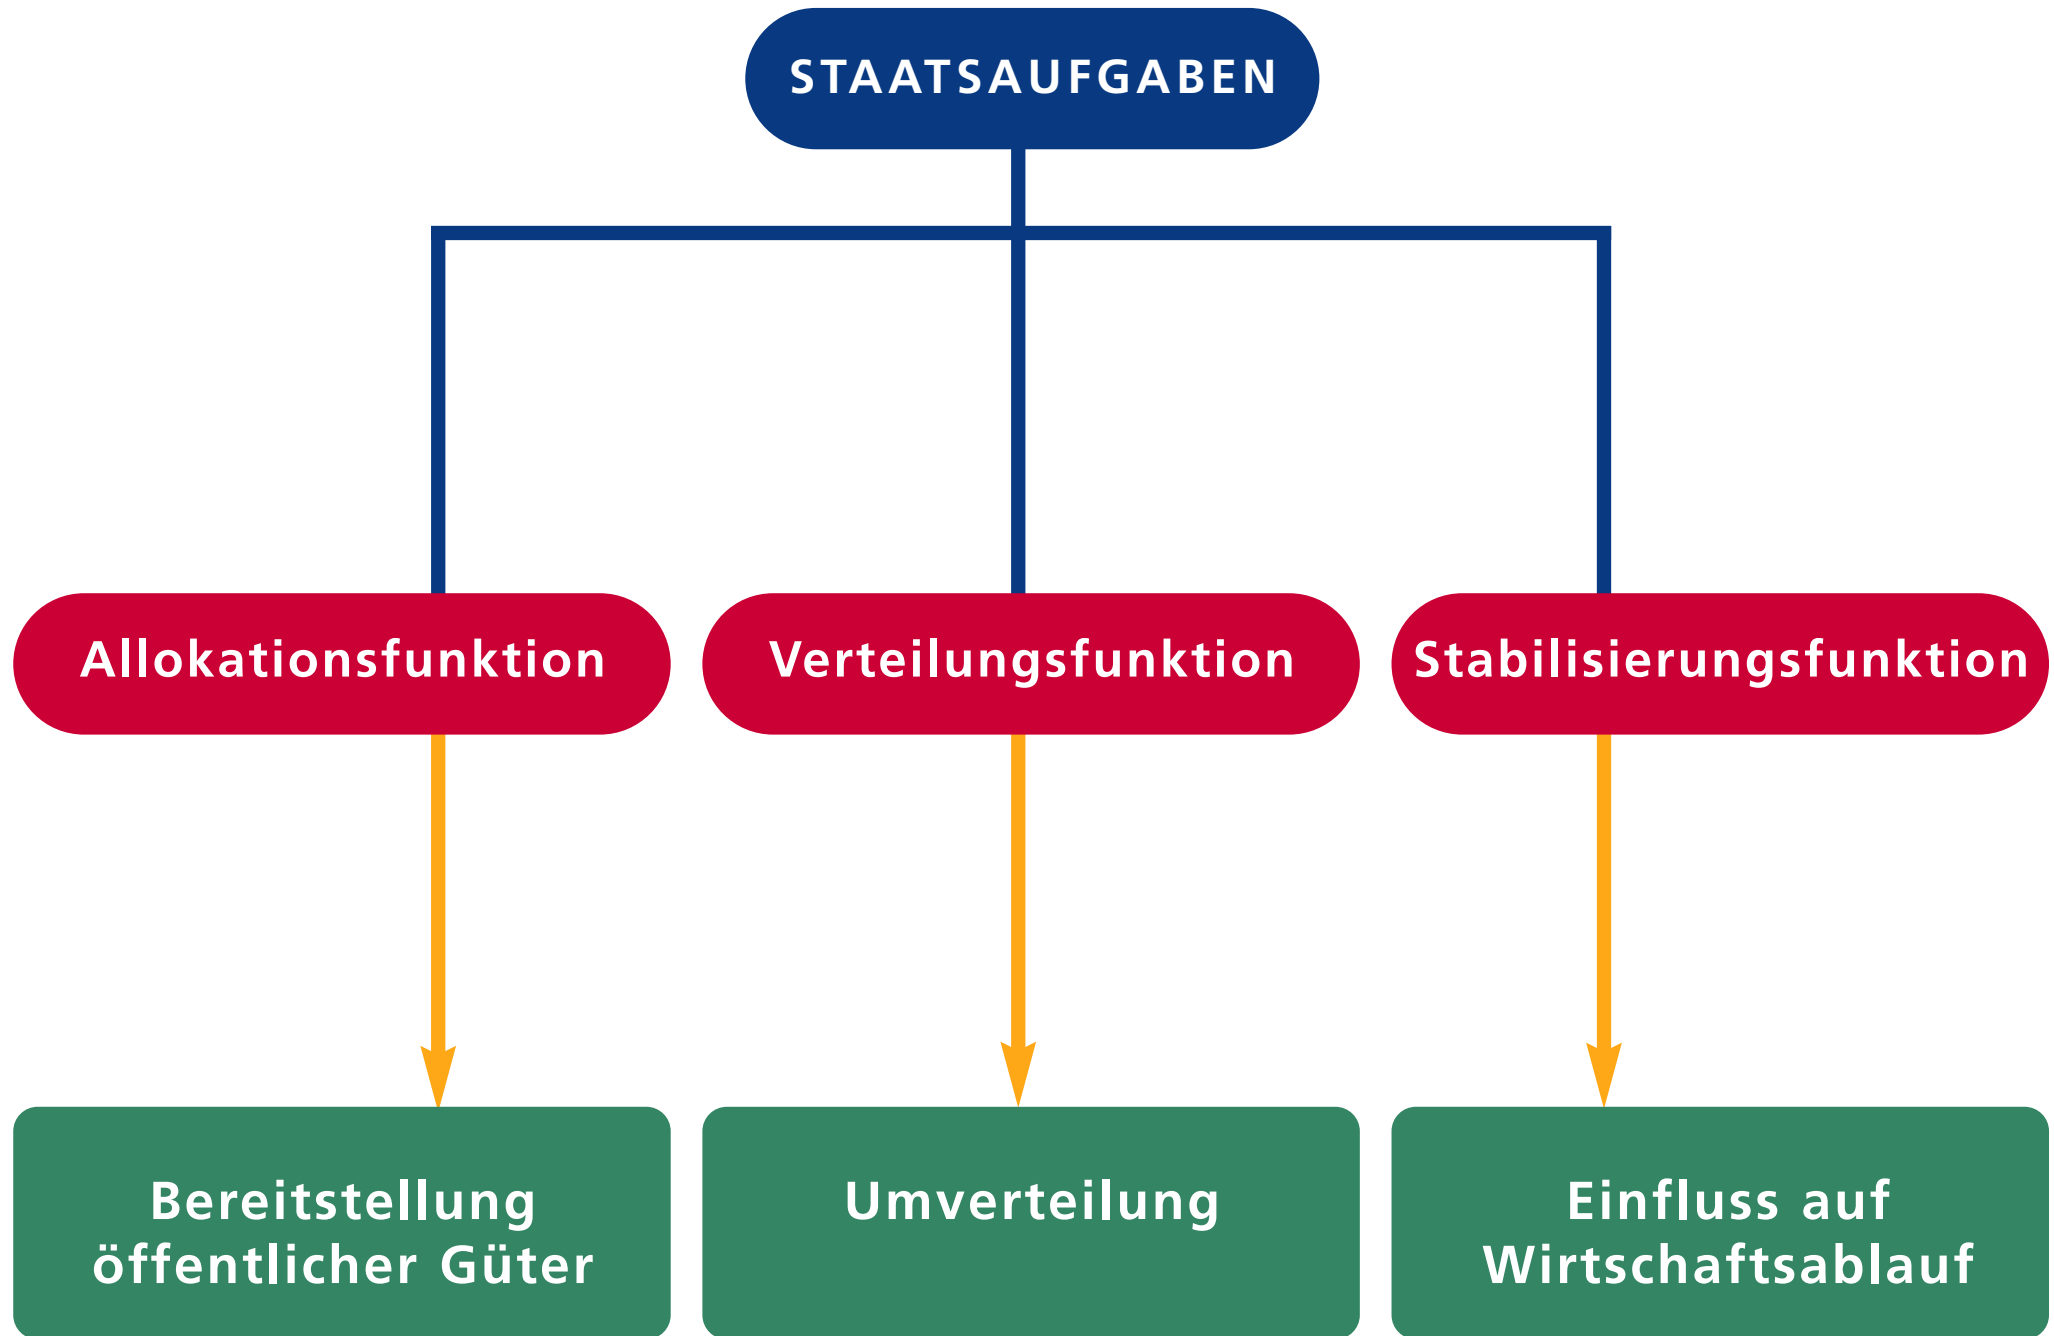 STAATSAUFGABEN
Allokationsfunktion
Verteilungsfunktion
Stabilisierungsfunktion
Bereitstellung
öffentlicher Güter
Umverteilung
Einfluss auf
Wirtschaftsablauf